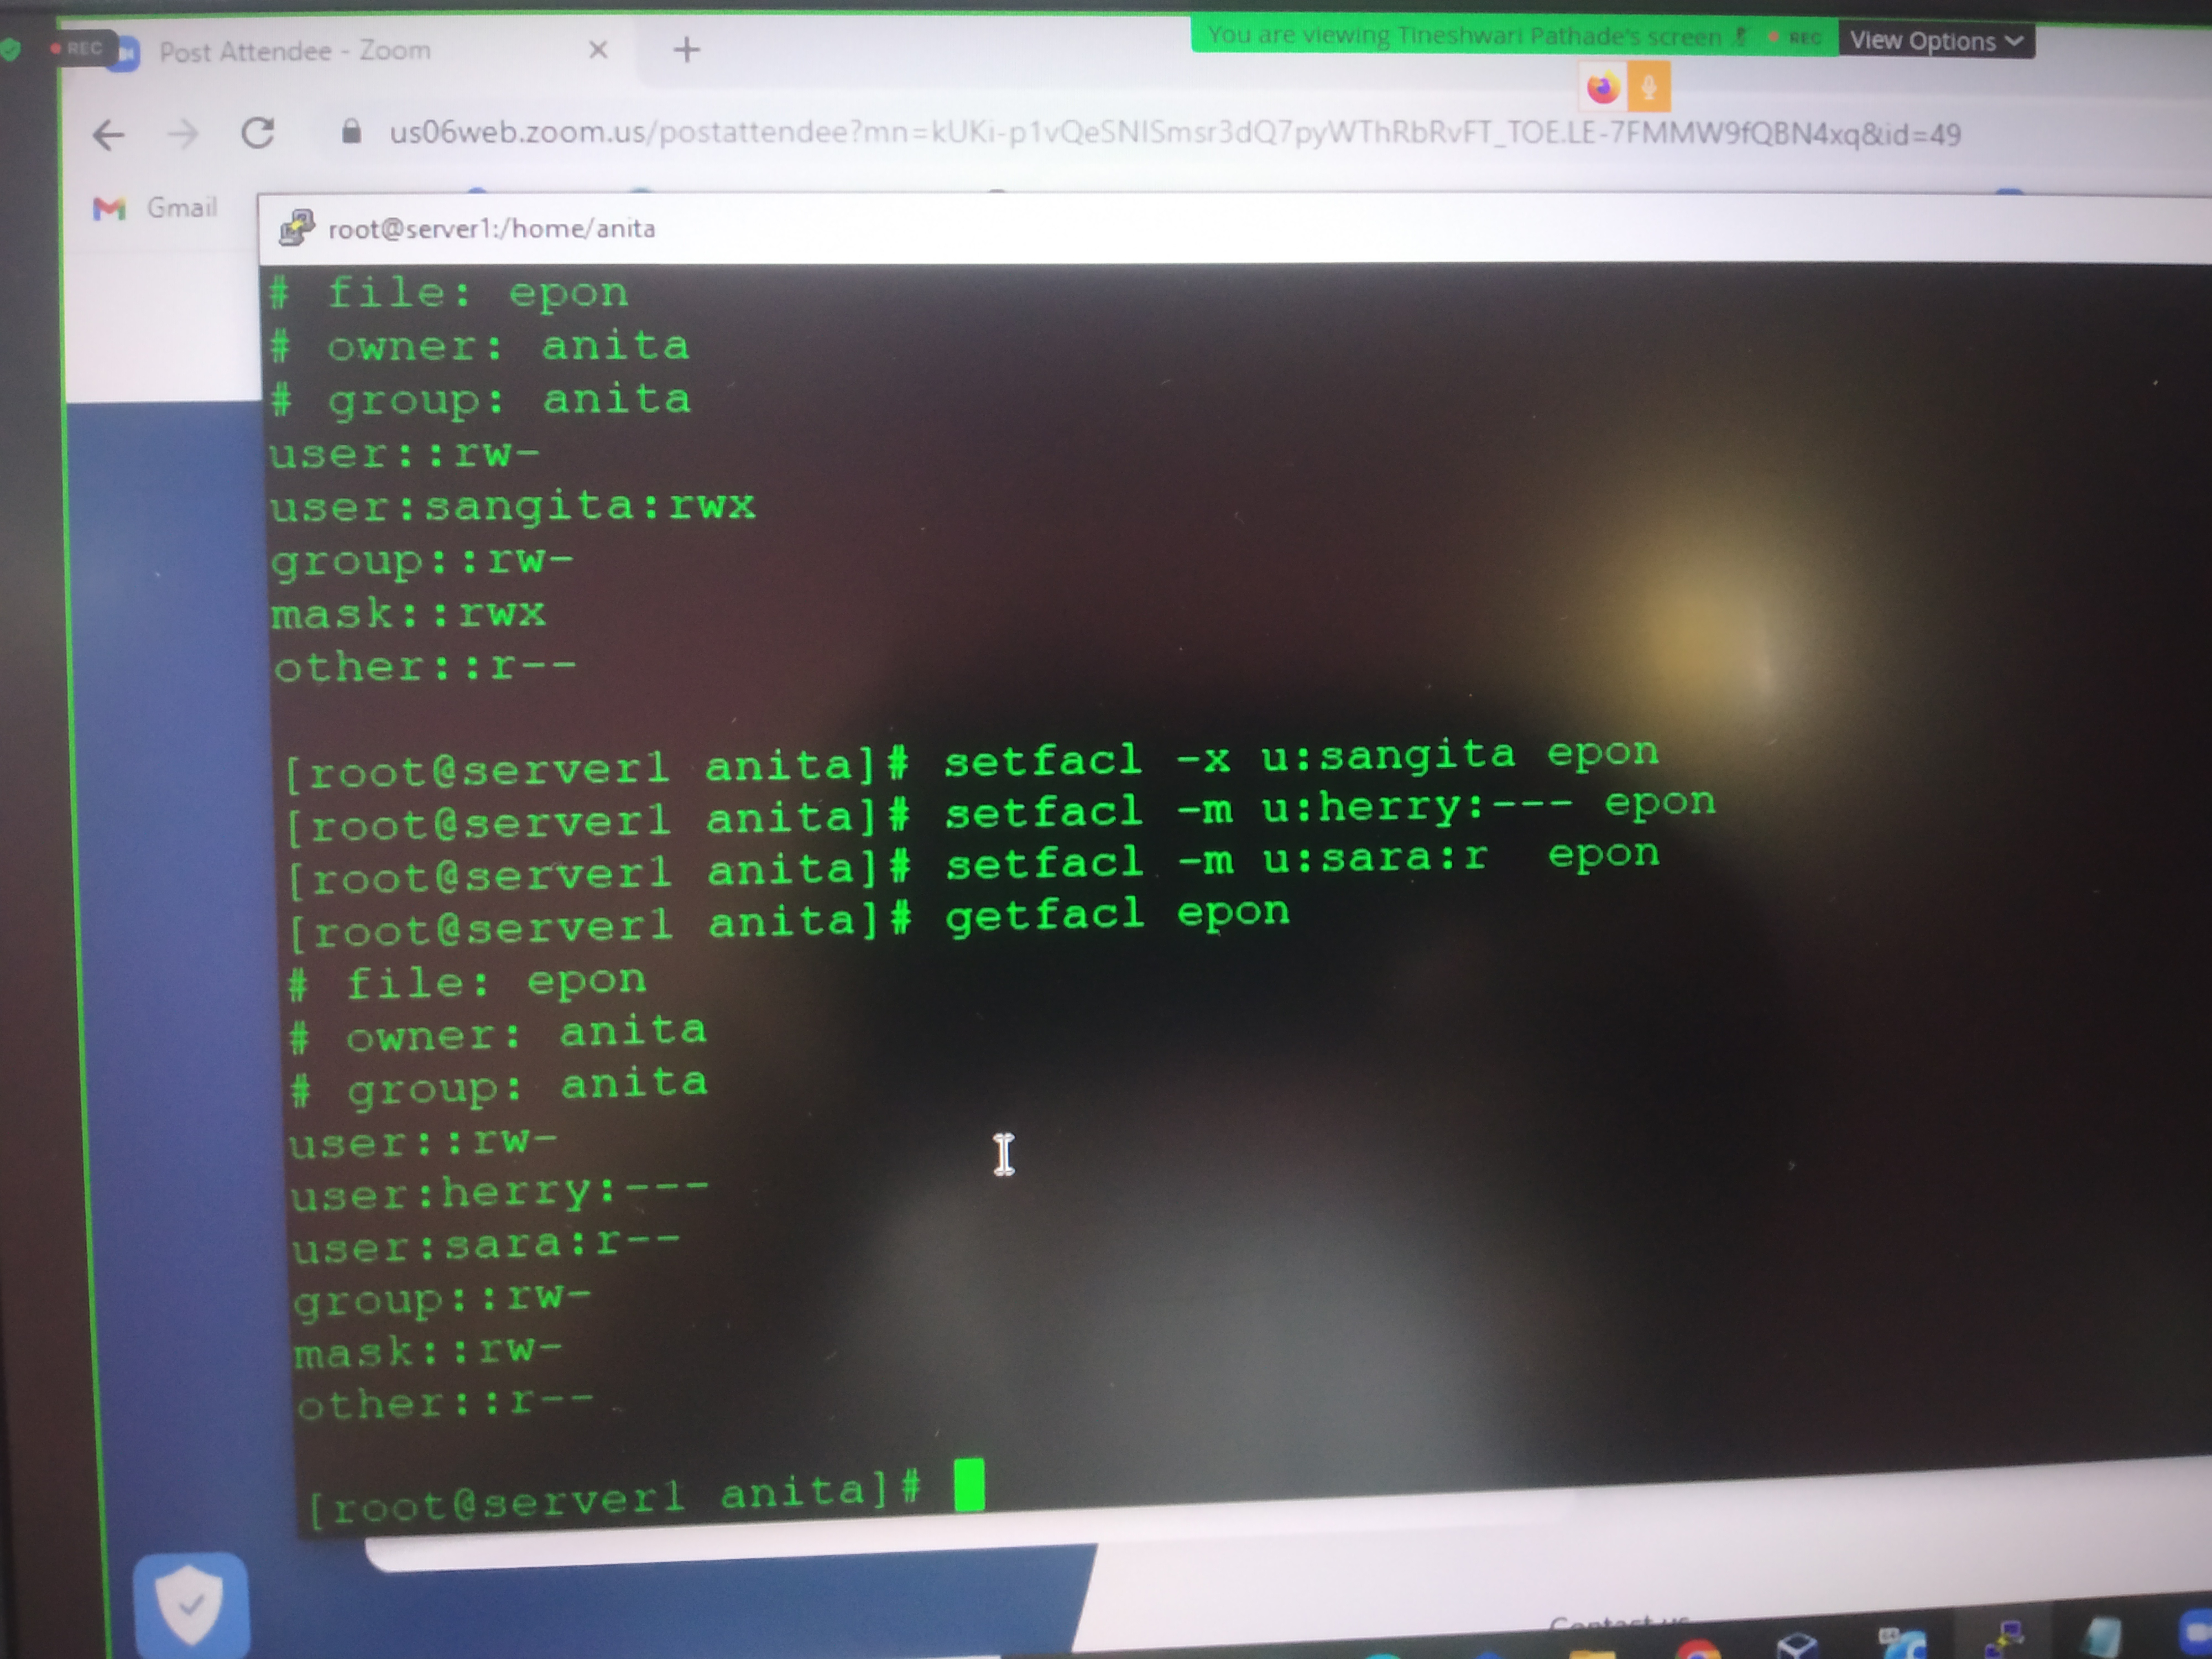 REC
Post Attendee - Zoom
You are viewing Tineshwari Pathade's screen
REC
View Options
us06web.zoom.us/postattendee?mn=kUKi-p1vQeSNISmsr3dQ7pyWThRbRvFT_TOE.LE-7FMMW9fQBN4xq&id=49
Gmail
root@server1:/home/anita
# file: epon
# owner: anita
# group: anita
user::rw-
user:sangita:rwx
group::rw-
mask::rwx
other::r--
[root@server1 anita]# setfacl -x u:sangita epon
[root@server1 anita]# setfacl -m u:herry:--- epon
[root@server1 anita]# setfacl -m u:sara:r  epon
[root@server1 anita]# getfacl epon
# file: epon
# owner: anita
# group: anita
user::rw-
user:herry:---
user:sara:r--
group::rw-
mask::rw-
other::r--
[root@server1 anita]#
Contact us